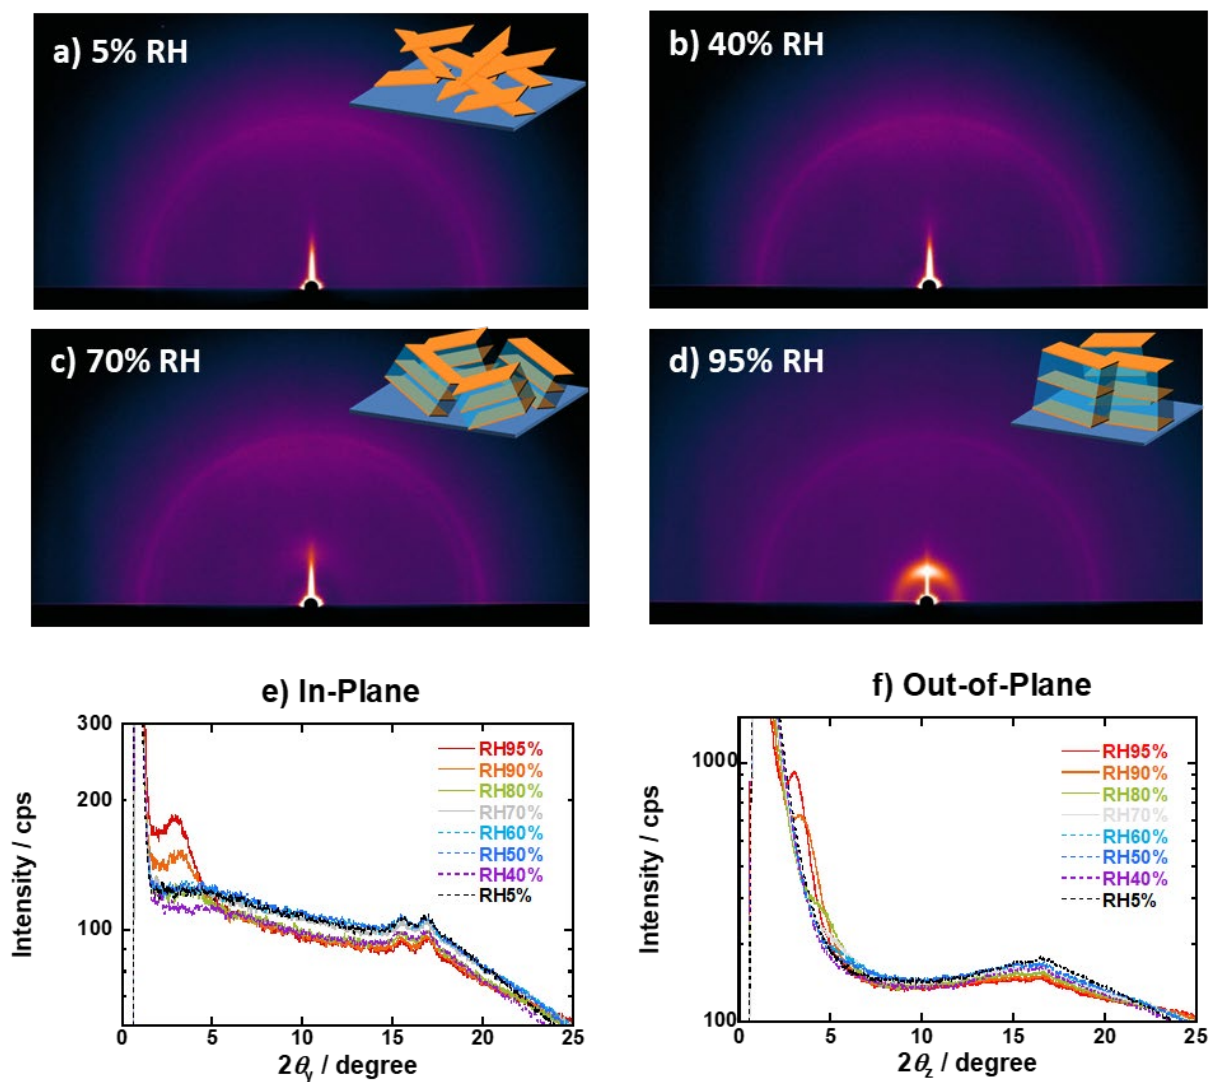 a) 5% RH
b) 40% RH
c) 70% RH
d) 95% RH
e) In-Plane
300
200
100
Intensity / cps
RH95%
RH90%
RH80%
RH70%
RH60%
RH50%
RH40%
RH5%
0 5 10 15 20 25
2θy / degree
f) Out-of-Plane
1000
100
Intensity / cps
RH95%
RH90%
RH80%
RH70%
RH60%
RH50%
RH40%
RH5%
0 5 10 15 20 25
2θz / degree